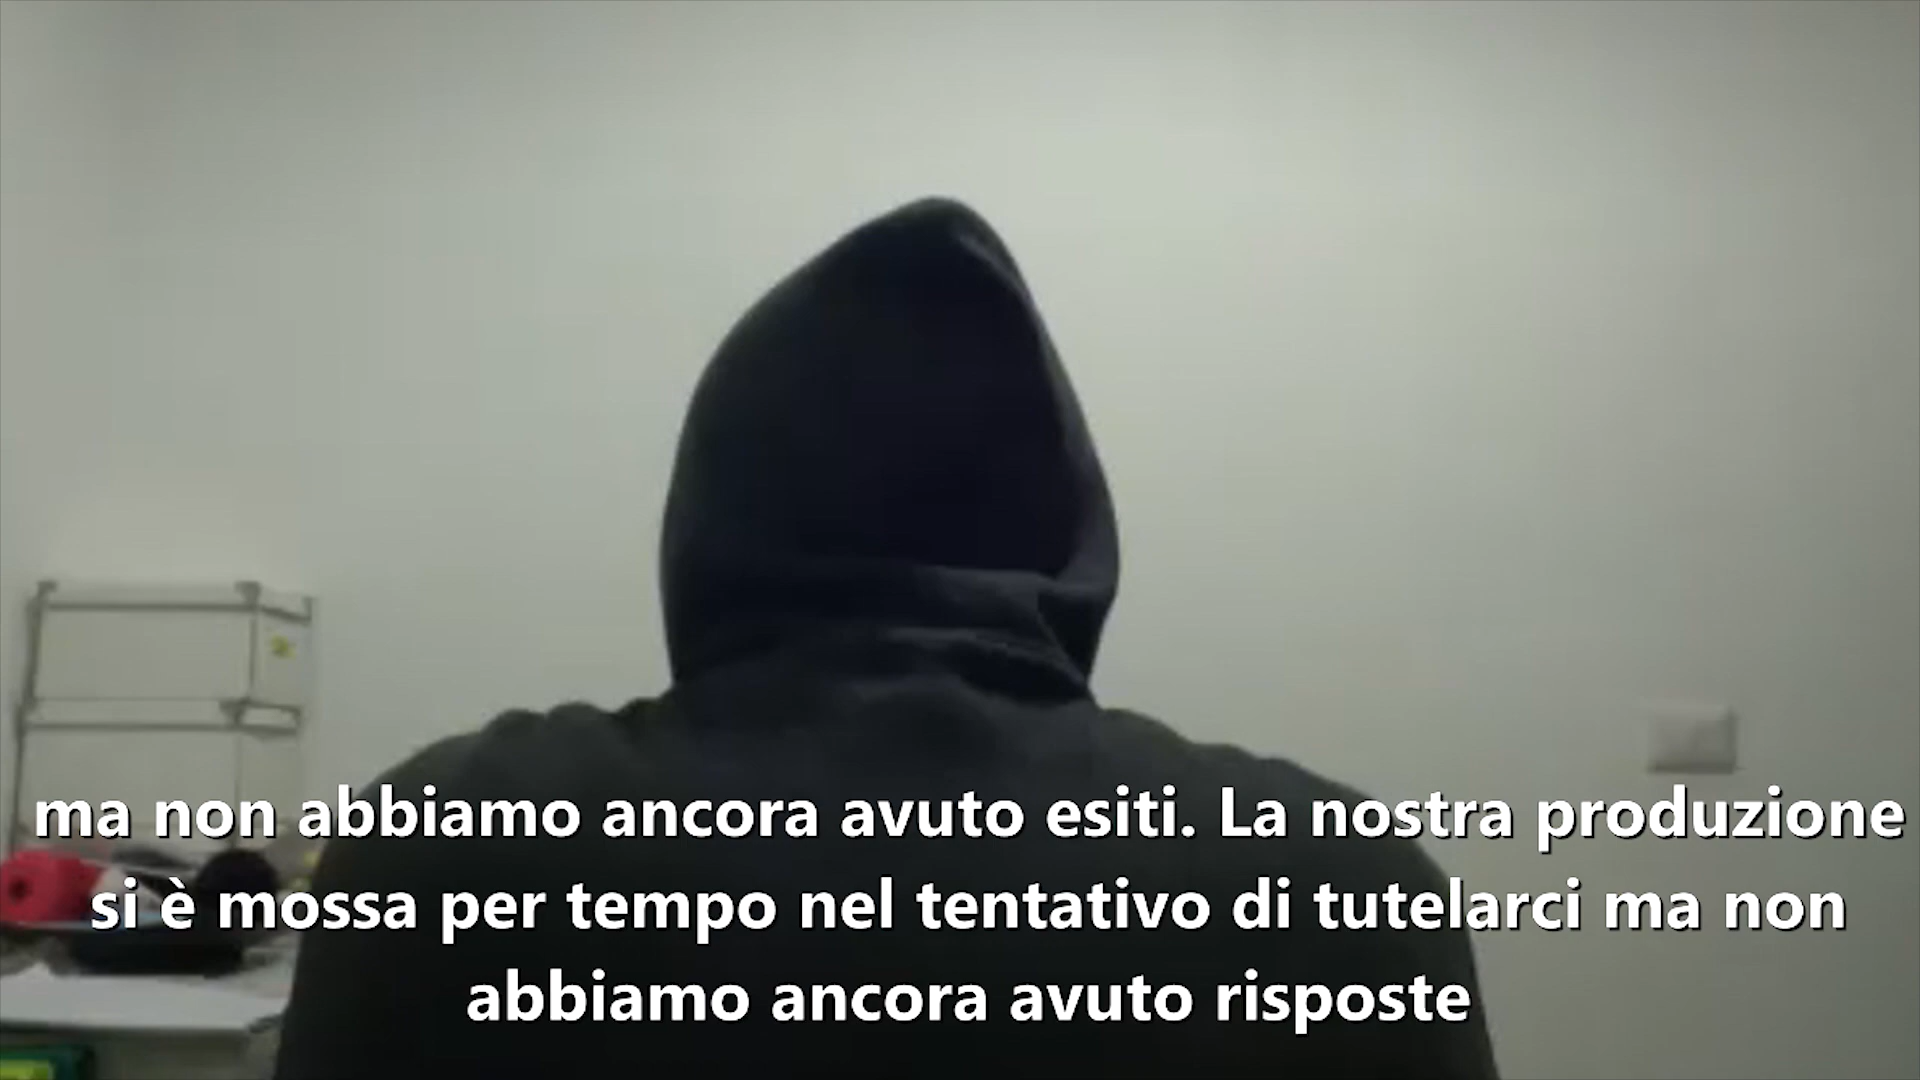 ma non abbiamo ancora avuto esiti. La nostra produzione
si è mossa per tempo nel tentativo di tutelarci ma non
abbiamo ancora avuto risposte